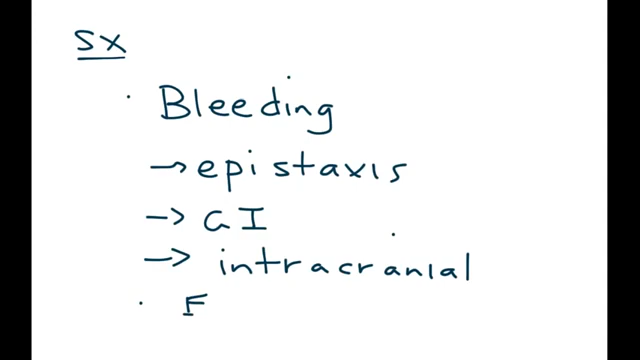 Sx
Bleeding
→ epistaxis
→ GI
→ intracranial
F